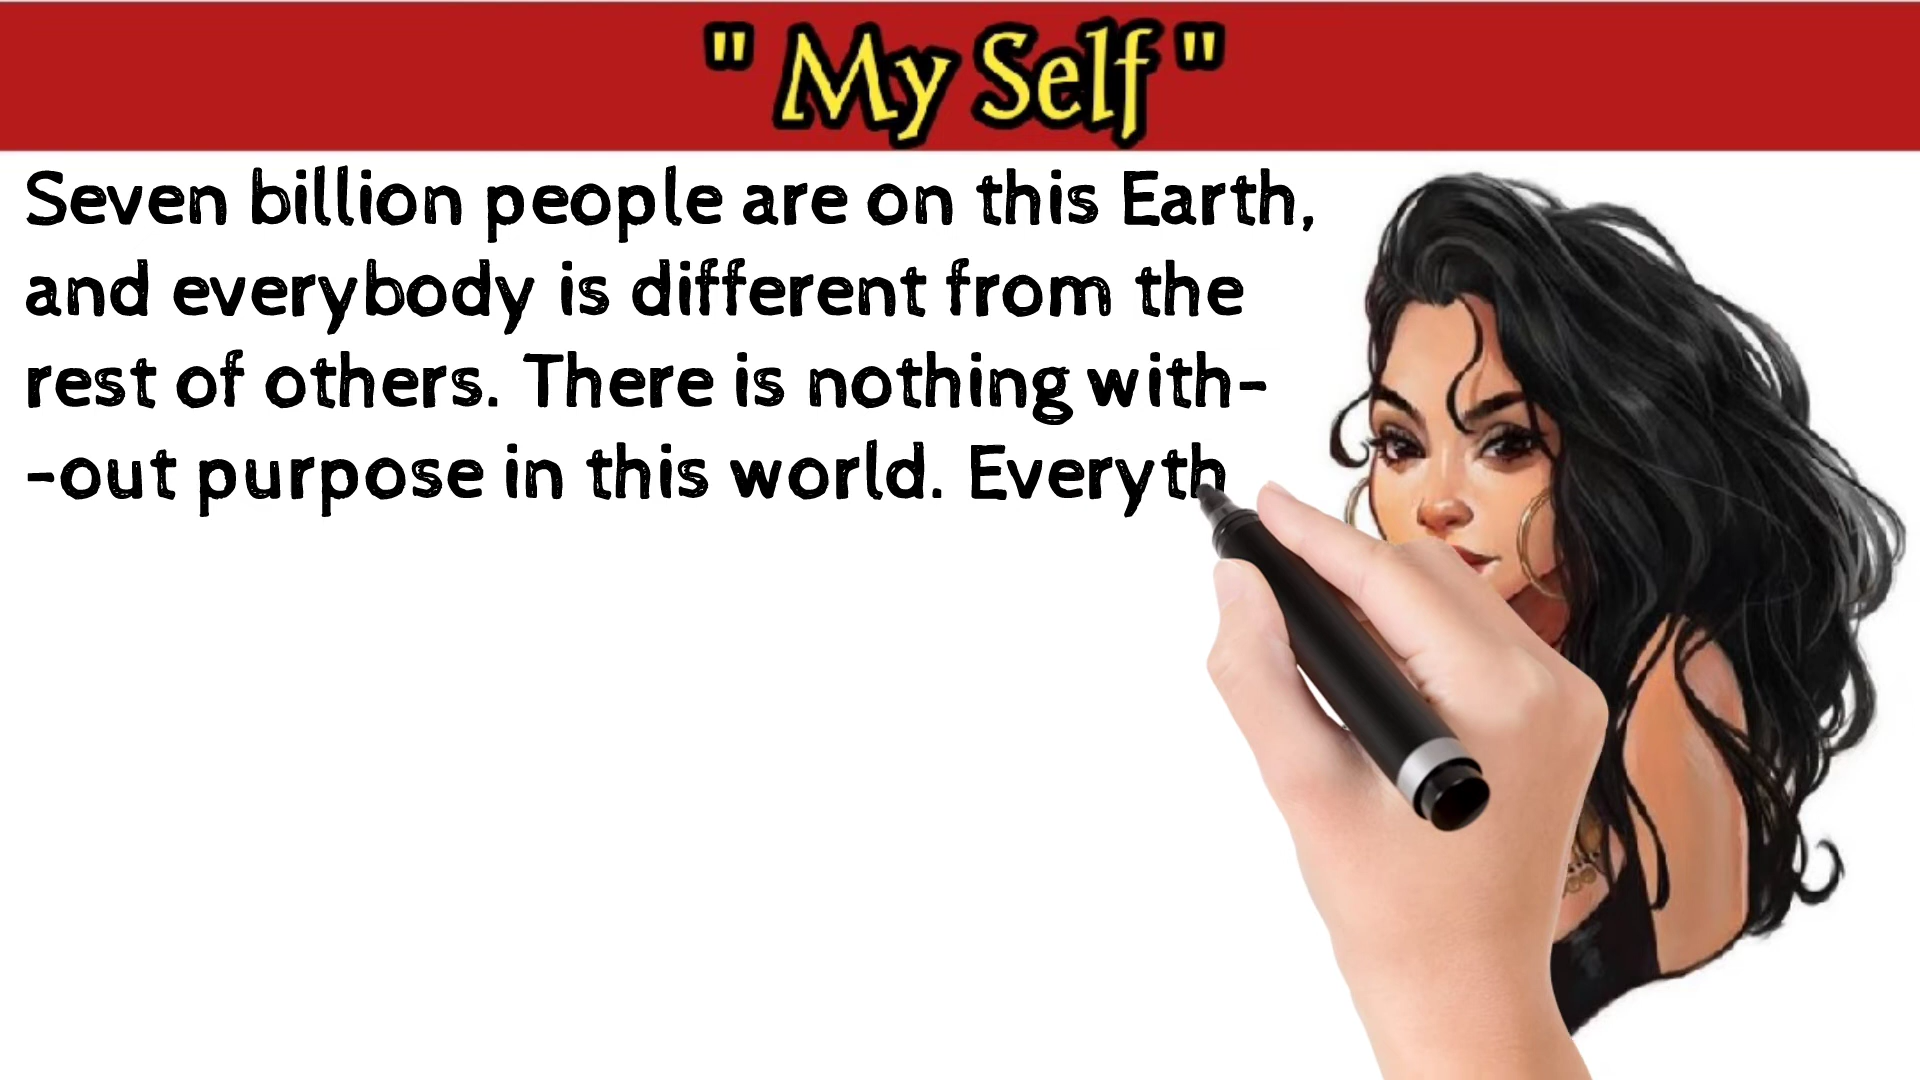 " My Self "
Seven billion people are on this Earth,
and everybody is different from the
rest of others. There is nothing with-
-out purpose in this world. Everyth